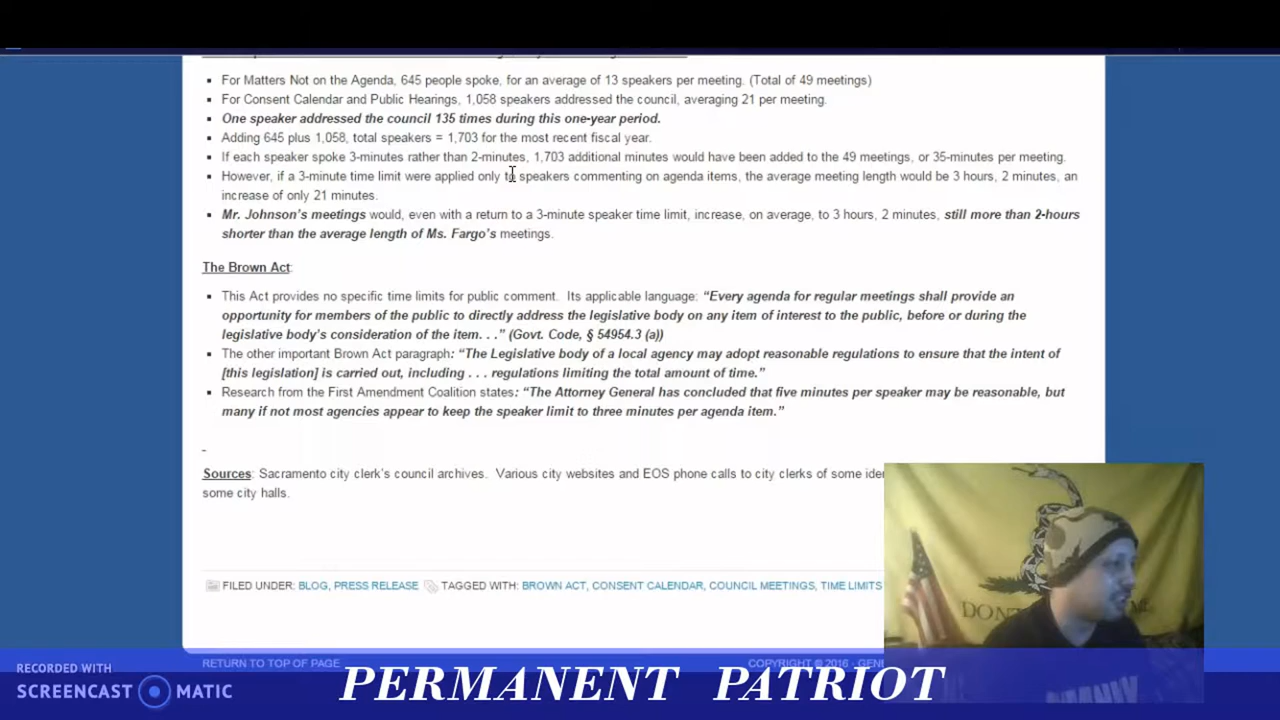 For Matters Not on the Agenda, 645 people spoke, for an average of 13 speakers per meeting. (Total of 49 meetings)
For Consent Calendar and Public Hearings, 1,058 speakers addressed the council, averaging 21 per meeting.
One speaker addressed the council 135 times during this one-year period.
Adding 645 plus 1,058, total speakers = 1,703 for the most recent fiscal year.
If each speaker spoke 3-minutes rather than 2-minutes, 1,703 additional minutes would have been added to the 49 meetings, or 35-minutes per meeting.
However, if a 3-minute time limit were applied only to speakers commenting on agenda items, the average meeting length would be 3 hours, 2 minutes, an
increase of only 21 minutes.
Mr. Johnson's meetings would, even with a return to a 3-minute speaker time limit, increase, on average, to 3 hours, 2 minutes, still more than 2-hours
shorter than the average length of Ms. Fargo's meetings.
The Brown Act:
This Act provides no specific time limits for public comment. Its applicable language: “Every agenda for regular meetings shall provide an
opportunity for members of the public to directly address the legislative body on any item of interest to the public, before or during the
legislative body's consideration of the item. . .” (Govt. Code, § 54954.3 (a))
The other important Brown Act paragraph: “The Legislative body of a local agency may adopt reasonable regulations to ensure that the intent of
[this legislation] is carried out, including . . . regulations limiting the total amount of time.”
Research from the First Amendment Coalition states: “The Attorney General has concluded that five minutes per speaker may be reasonable, but
many if not most agencies appear to keep the speaker limit to three minutes per agenda item.”
Sources: Sacramento city clerk's council archives. Various city websites and EOS phone calls to city clerks of some
some city halls.
FILED UNDER: BLOG, PRESS RELEASE TAGGED WITH: BROWN ACT, CONSENT CALENDAR, COUNCIL MEETINGS, TIME LIMITS
DON'T ME
RETURN TO TOP OF PAGE COPYRIGHT © 2016
RECORDED WITH
SCREENCAST MATIC
PERMANENT PATRIOT